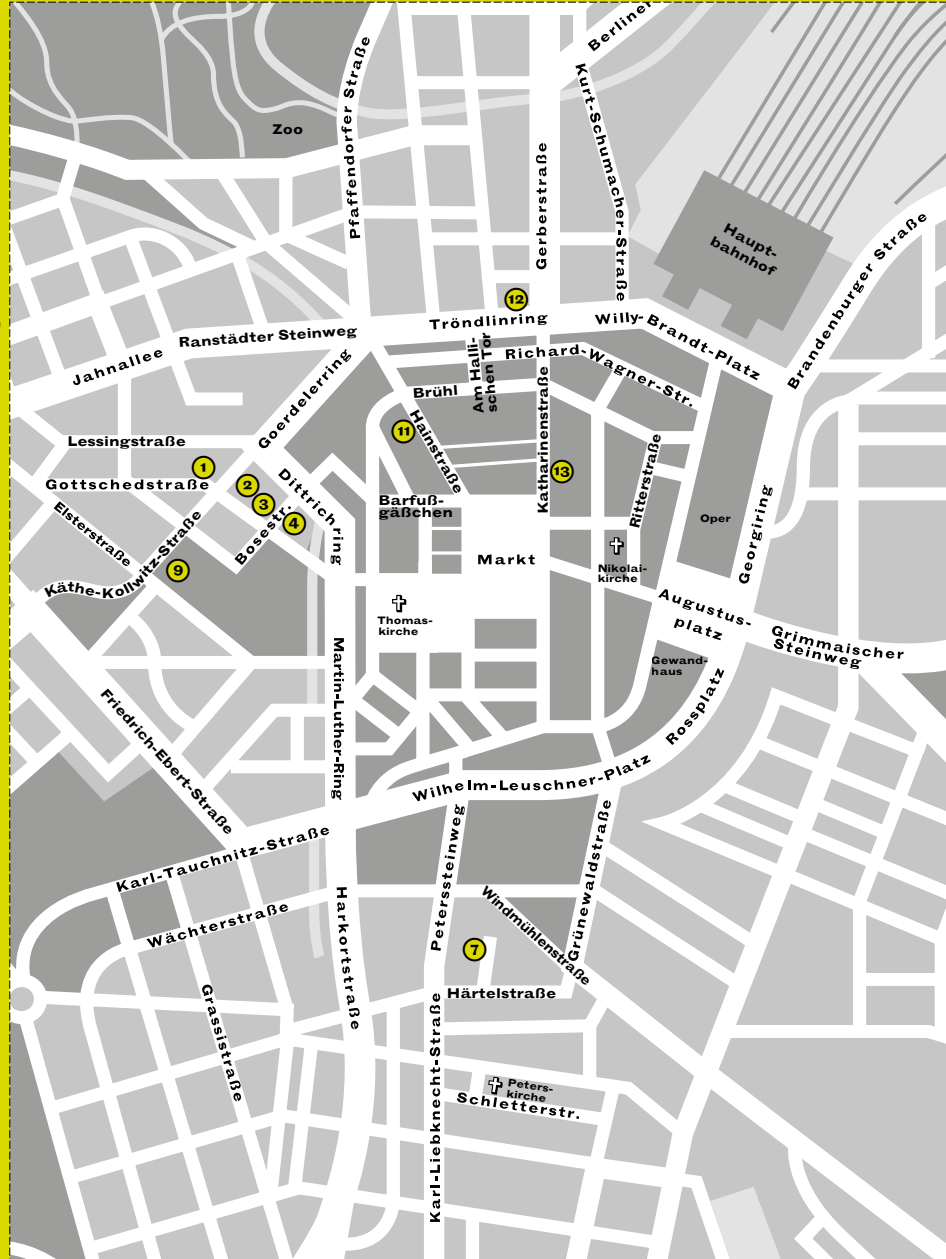 Berliner
Pfaffendorfer Straße
Kurt-Schumacher-Straße
Zoo
Gerberstraße
Haupt-
bahnhof
Brandenburger Straße
12
Tröndlinring
Willy-Brandt-Platz
Ranstädter Steinweg
Jahnallee
Am Halli-
schen Tor
Richard-Wagner-Str.
Goerdelerring
Brühl
Hainstraße
Katharinenstraße
11
Lessingstraße
1
Gottschedstraße
2
3
4
Dittrichring
Bosestr.
13
Ritterstraße
Barfuß-
gäßchen
Elsterstraße
Oper
Georgiring
Käthe-Kollwitz-Straße
9
Markt
Nikolai-
kirche
Thomas-
kirche
Augustus-
platz
Grimmaischer
Steinweg
Gewand-
haus
Martin-Luther-Ring
Rossplatz
Friedrich-Ebert-Straße
Wilhelm-Leuschner-Platz
Karl-Tauchnitz-Straße
Peterssteinweg
Grünewaldstraße
Windmühlenstraße
Wächterstraße
Harkortstraße
7
Härtelstraße
Grassistraße
Karl-Liebknecht-Straße
Peters-
kirche
Schletterstr.